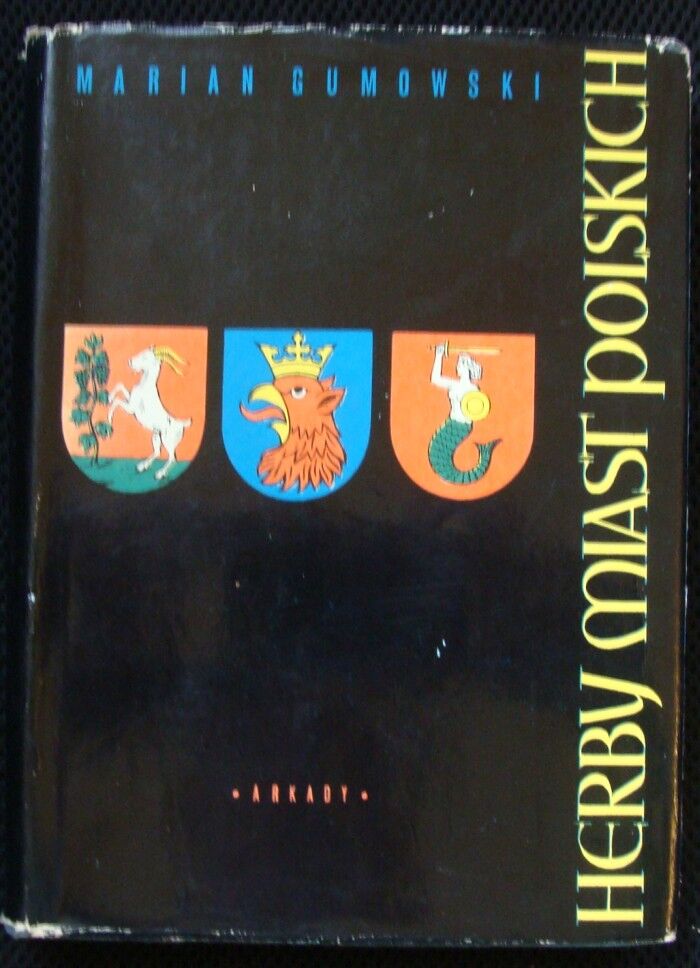 MARIAN GUMOWSKI
HERBY MIAST POLSKICH
• ARKADY •